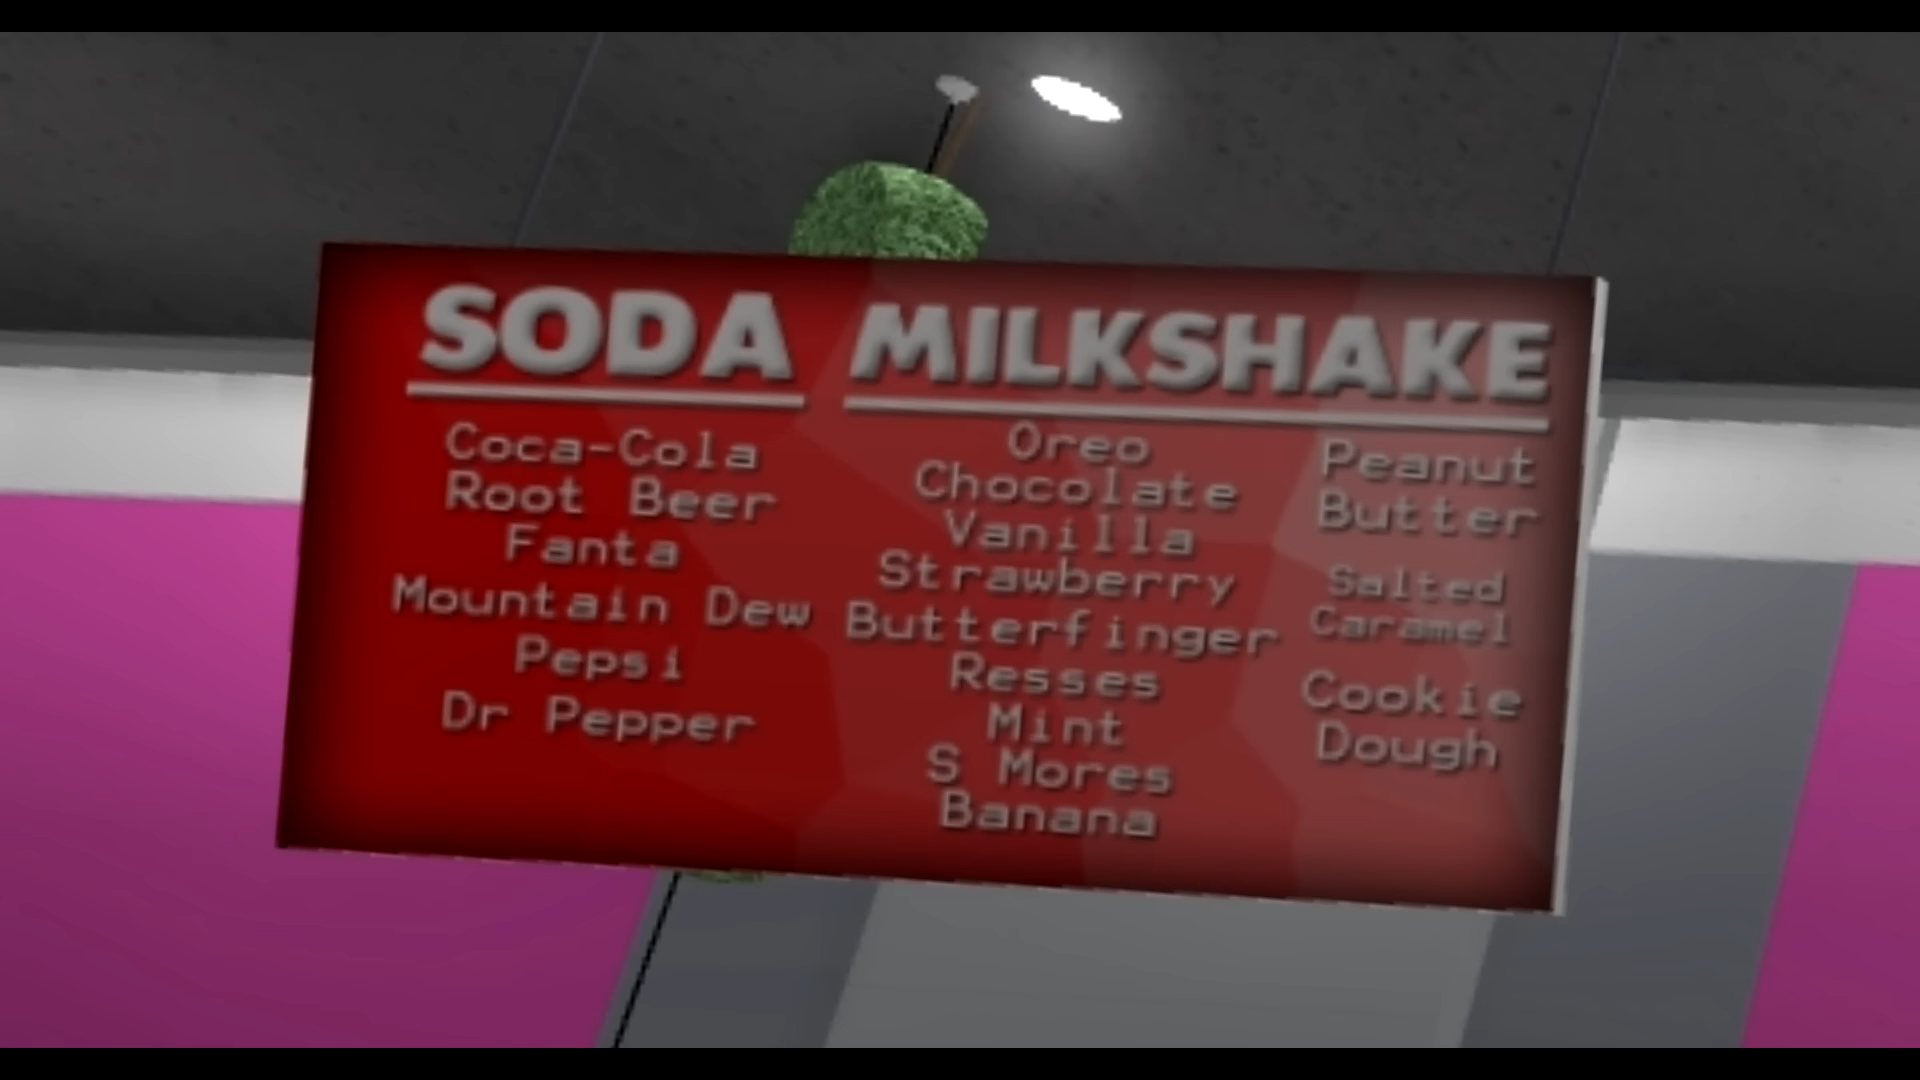 SODA
Coca-Cola
Root Beer
Fanta
Mountain Dew
Pepsi
Dr Pepper
MILKSHAKE
Oreo
Chocolate
Vanilla
Strawberry
Butterfinger
Resses
Mint
S Mores
Banana
Peanut
Butter
Salted
Caramel
Cookie
Dough